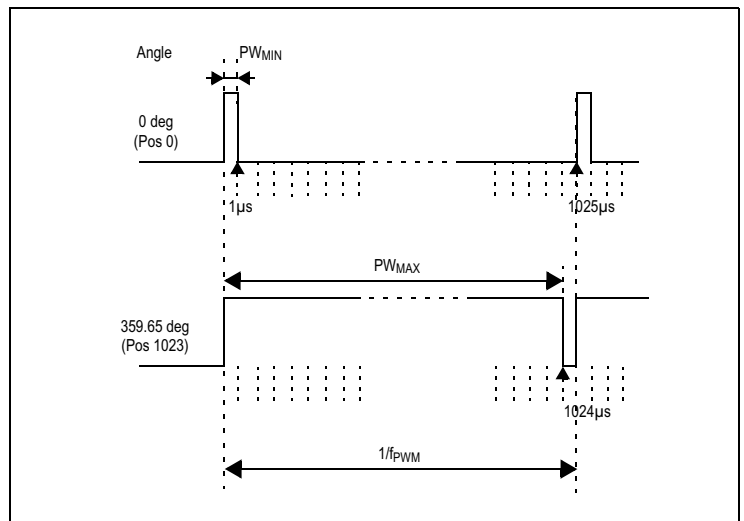 Angle
PWMIN
0 deg
(Pos 0)
1µs
1025µs
PWMAX
359.65 deg
(Pos 1023)
1024µs
1/fPWM